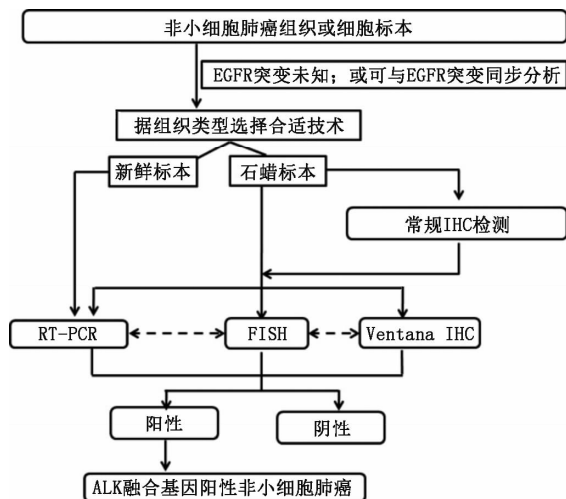 非小细胞肺癌组织或细胞标本
EGFR突变未知；或可与EGFR突变同步分析
据组织类型选择合适技术
新鲜标本
石蜡标本
常规IHC检测
RT-PCR
FISH
Ventana IHC
阳性
阴性
ALK融合基因阳性非小细胞肺癌